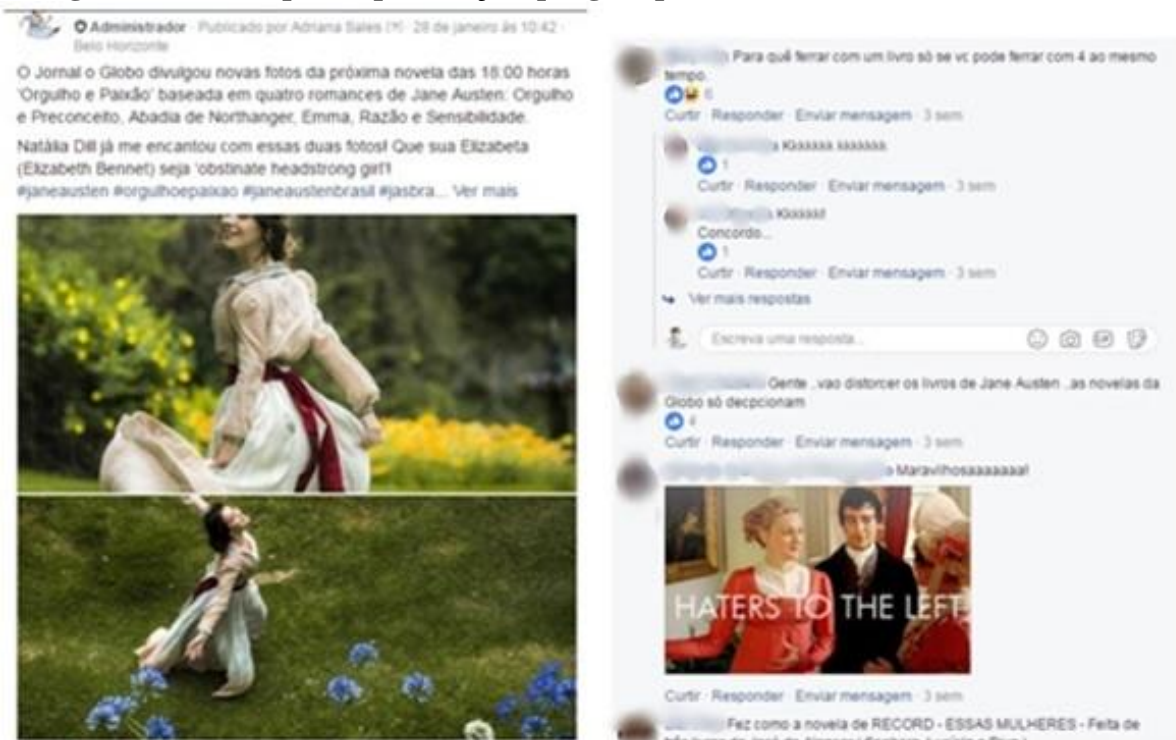 Administrador · Publicado por Adriana Sales [?] · 28 de janeiro às 10:42 ·
Belo Horizonte
O Jornal o Globo divulgou novas fotos da próxima novela das 18:00 horas
'Orgulho e Paixão' baseada em quatro romances de Jane Austen: Orgulho
e Preconceito, Abadia de Northanger, Emma, Razão e Sensibilidade.
Natália Dill já me encantou com essas duas fotos! Que sua Elizabeta
(Elizabeth Bennet) seja 'obstinate headstrong girl'!
#janeausten #orgulhoepaixao #janeaustenbrasil #jasbra... Ver mais
Para quê ferrar com um livro só se vc pode ferrar com 4 ao mesmo
tempo.
6
Curtir · Responder · Enviar mensagem · 3 sem
1
Curtir · Responder · Enviar mensagem · 3 sem
Concordo...
1
Curtir · Responder · Enviar mensagem · 3 sem
Ver mais respostas
Escreva uma resposta...
Gente ..vao distorcer os livros de Jane Austen ..as novelas da
Globo só decpcionam
4
Curtir · Responder · Enviar mensagem · 3 sem
Maravilhosaaaaaaa!
HATERS TO THE LEFT
Curtir · Responder · Enviar mensagem · 3 sem
Fez como a novela de RECORD - ESSAS MULHERES - Feita de